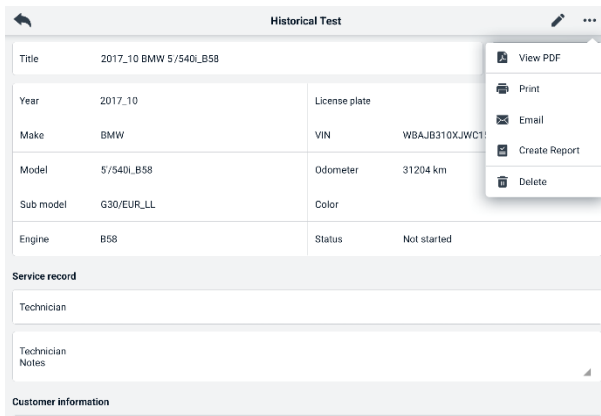 Historical Test
Title 2017_10 BMW 5'/540i_B58
View PDF
Print
Email
Create Report
Delete
Year 2017_10 License plate
Make BMW VIN WBAJB310XJWC1
Model 5'/540i_B58 Odometer 31204 km
Sub model G30/EUR_LL Color
Engine B58 Status Not started
Service record
Technician
Technician
Notes
Customer information